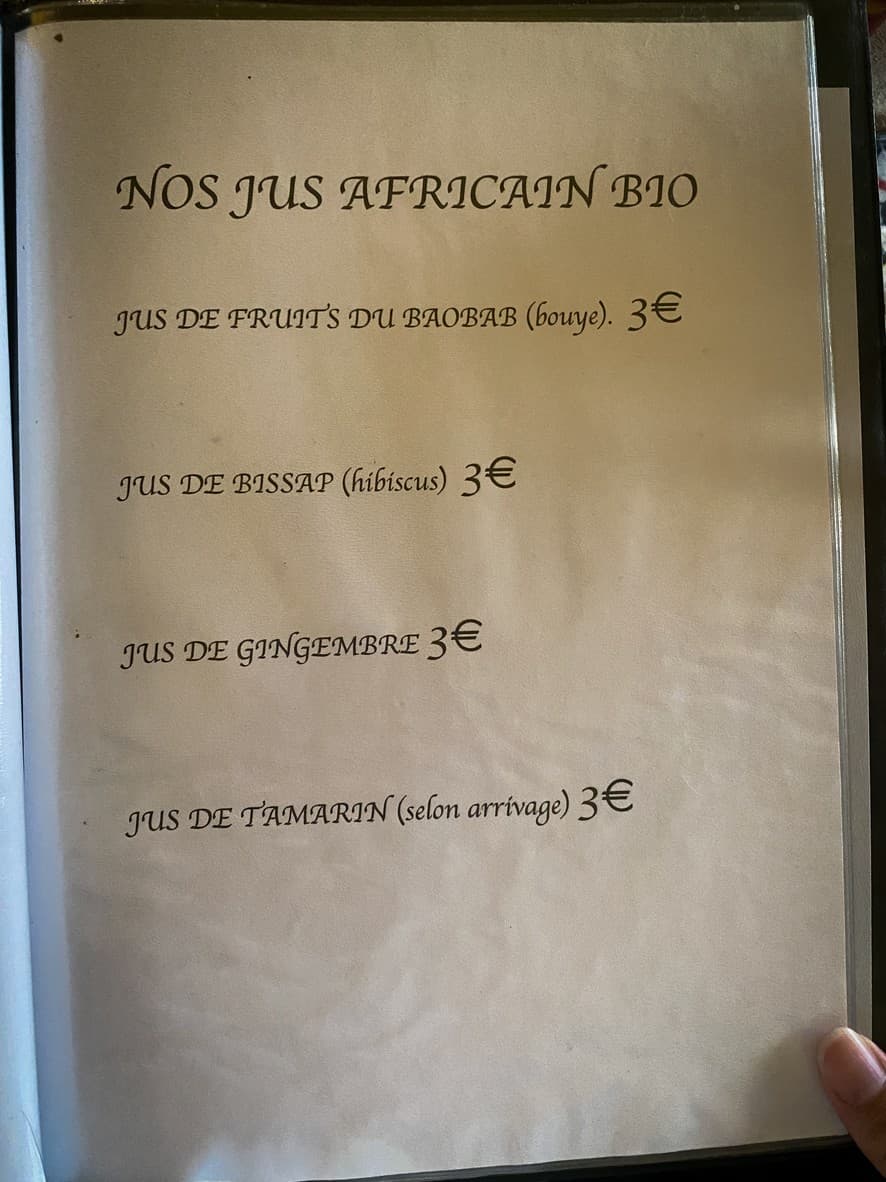 NOS JUS AFRICAIN BIO
JUS DE FRUITS DU BAOBAB (bouye). 3€
JUS DE BISSAP (hibiscus) 3€
JUS DE GINGEMBRE 3€
JUS DE TAMARIN (selon arrivage) 3€